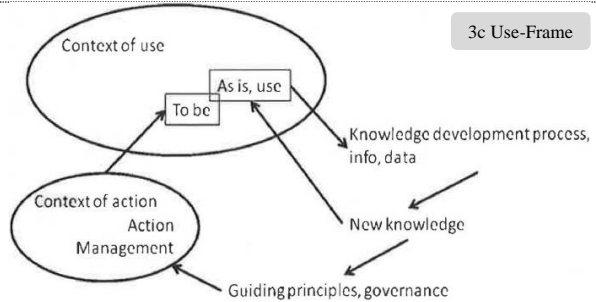 3c Use-Frame
Context of use
As is, use
To be
Knowledge development process,
info, data
Context of action
Action
Management
New knowledge
Guiding principles, governance